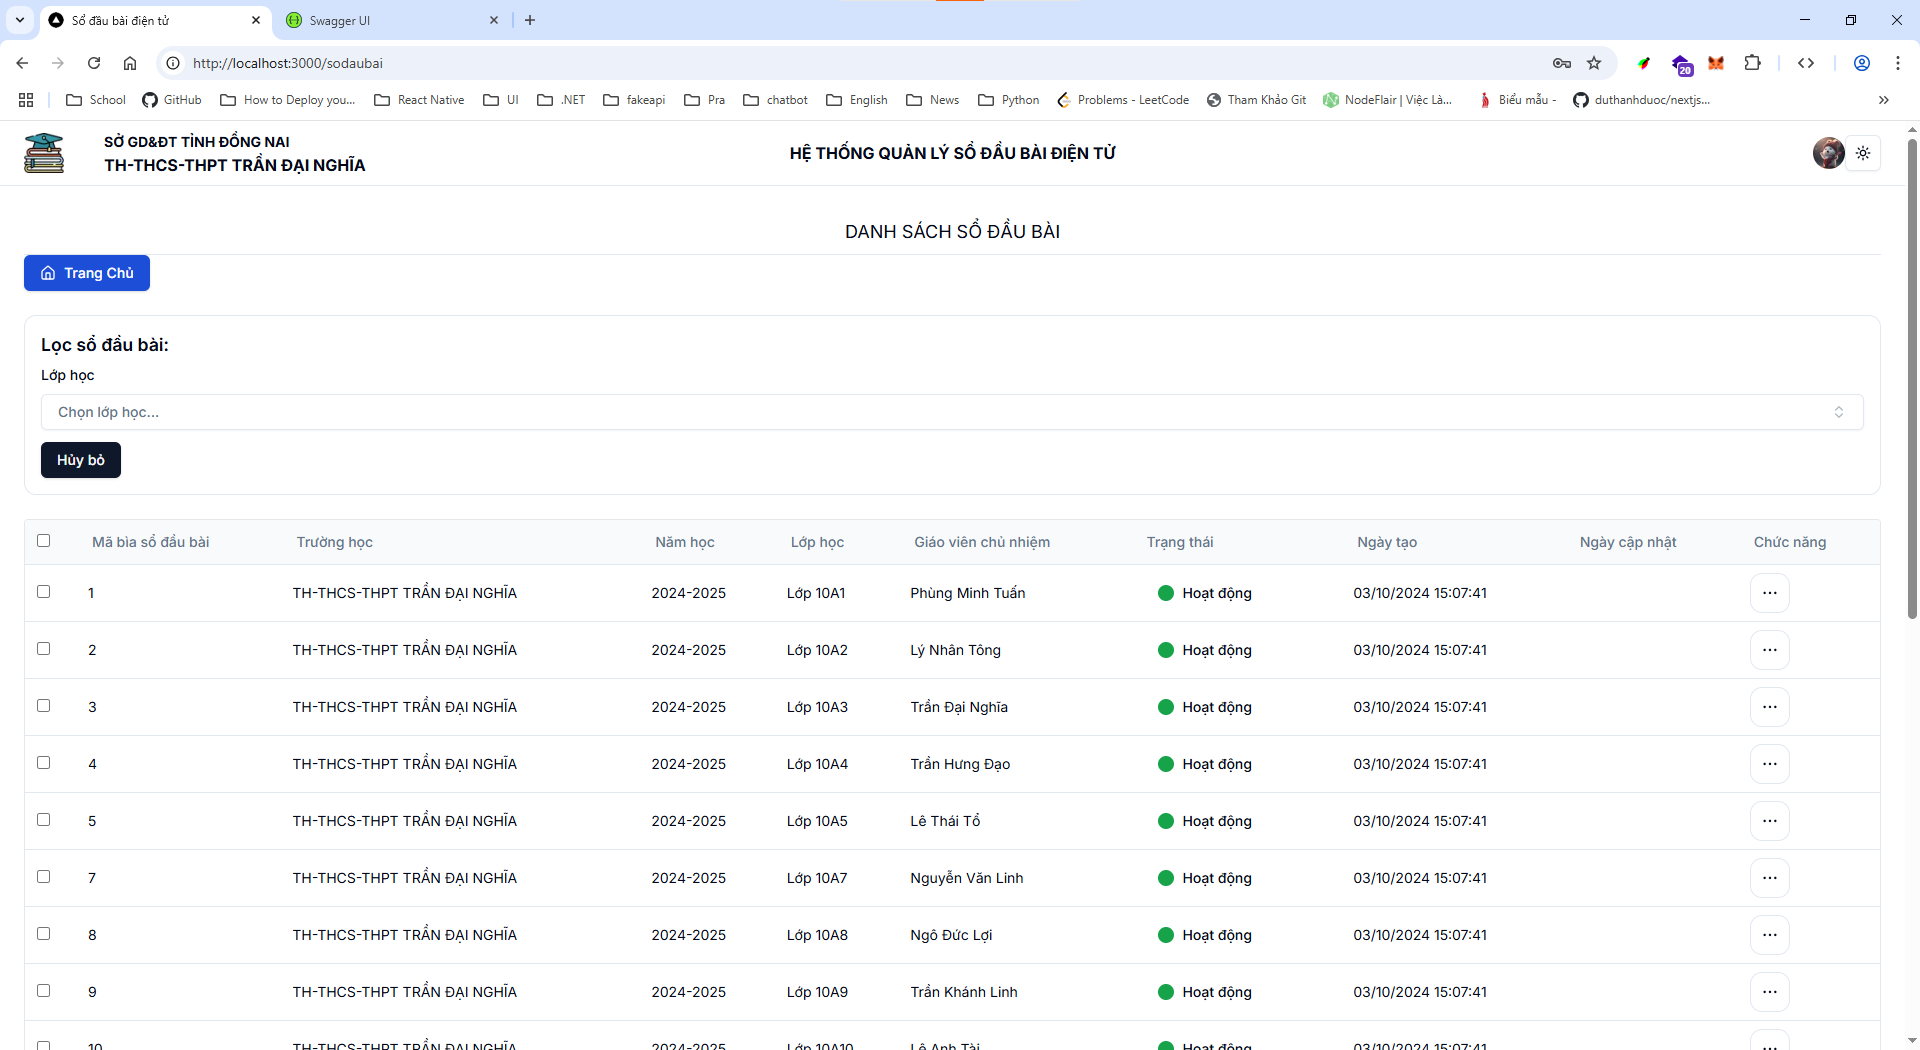 Sổ đầu bài điện tử
Swagger UI
http://localhost:3000/sodaubai
20
School
GitHub
How to Deploy you...
React Native
UI
.NET
fakeapi
Pra
chatbot
English
News
Python
Problems - LeetCode
Tham Khảo Git
NodeFlair | Việc Là...
Biểu mẫu -
duthanhduoc/nextjs...
SỞ GD&ĐT TỈNH ĐỒNG NAI
TH-THCS-THPT TRẦN ĐẠI NGHĨA
HỆ THỐNG QUẢN LÝ SỔ ĐẦU BÀI ĐIỆN TỬ
DANH SÁCH SỔ ĐẦU BÀI
Trang Chủ
Lọc sổ đầu bài:
Lớp học
Chọn lớp học...
Hủy bỏ
Mã bìa sổ đầu bài Trường học Năm học Lớp học Giáo viên chủ nhiệm Trạng thái Ngày tạo Ngày cập nhật Chức năng
1 TH-THCS-THPT TRẦN ĐẠI NGHĨA 2024-2025 Lớp 10A1 Phùng Minh Tuấn Hoạt động 03/10/2024 15:07:41 ...
2 TH-THCS-THPT TRẦN ĐẠI NGHĨA 2024-2025 Lớp 10A2 Lý Nhân Tông Hoạt động 03/10/2024 15:07:41 ...
3 TH-THCS-THPT TRẦN ĐẠI NGHĨA 2024-2025 Lớp 10A3 Trần Đại Nghĩa Hoạt động 03/10/2024 15:07:41 ...
4 TH-THCS-THPT TRẦN ĐẠI NGHĨA 2024-2025 Lớp 10A4 Trần Hưng Đạo Hoạt động 03/10/2024 15:07:41 ...
5 TH-THCS-THPT TRẦN ĐẠI NGHĨA 2024-2025 Lớp 10A5 Lê Thái Tổ Hoạt động 03/10/2024 15:07:41 ...
7 TH-THCS-THPT TRẦN ĐẠI NGHĨA 2024-2025 Lớp 10A7 Nguyễn Văn Linh Hoạt động 03/10/2024 15:07:41 ...
8 TH-THCS-THPT TRẦN ĐẠI NGHĨA 2024-2025 Lớp 10A8 Ngô Đức Lợi Hoạt động 03/10/2024 15:07:41 ...
9 TH-THCS-THPT TRẦN ĐẠI NGHĨA 2024-2025 Lớp 10A9 Trần Khánh Linh Hoạt động 03/10/2024 15:07:41 ...
10 TH-THCS-THPT TRẦN ĐẠI NGHĨA 2024-2025 Lớp 10A10 Lê Anh Tài Hoạt động 03/10/2024 15:07:41 ...